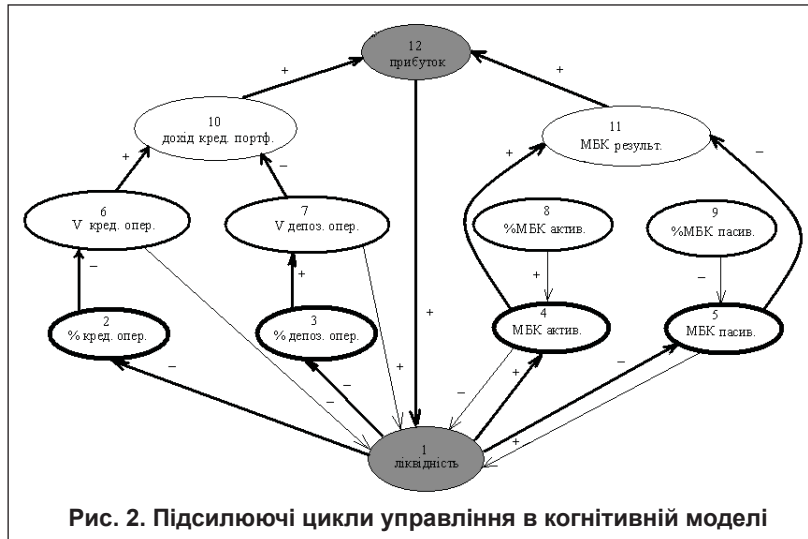 12
прибуток
+
+
10
дохід кред. портф.
11
МБК результ.
+
–
+
–
6
V кред. опер.
7
V депоз. опер.
8
%МБК актив.
9
%МБК пасив.
–
+
+
–
+
2
% кред. опер.
3
% депоз. опер.
4
МБК актив.
5
МБК пасив.
–
–
–
+
–
+
–
+
1
ліквідність
Рис. 2. Підсилюючі цикли управління в когнітивній моделі